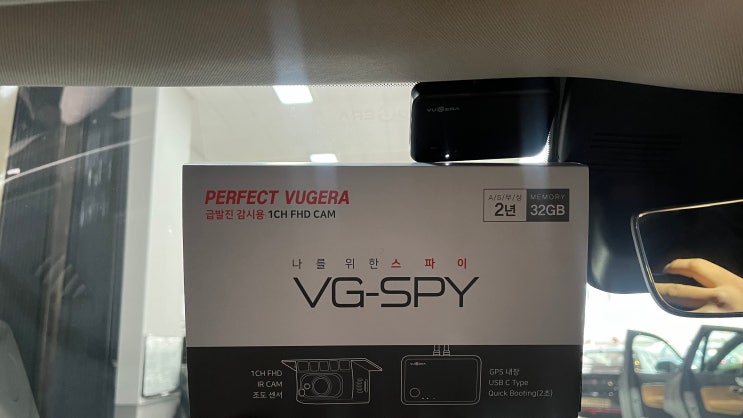 VUGERA
PERFECT VUGERA
급발진 감시용 1CH FHD CAM
A/S/무/상
2년
MEMORY
32GB
나를위한스파이
VG-SPY
1CH FHD
IR CAM
조도 센서
VUGERA
GPS 내장
USB C Type
Quick Booting(2초)